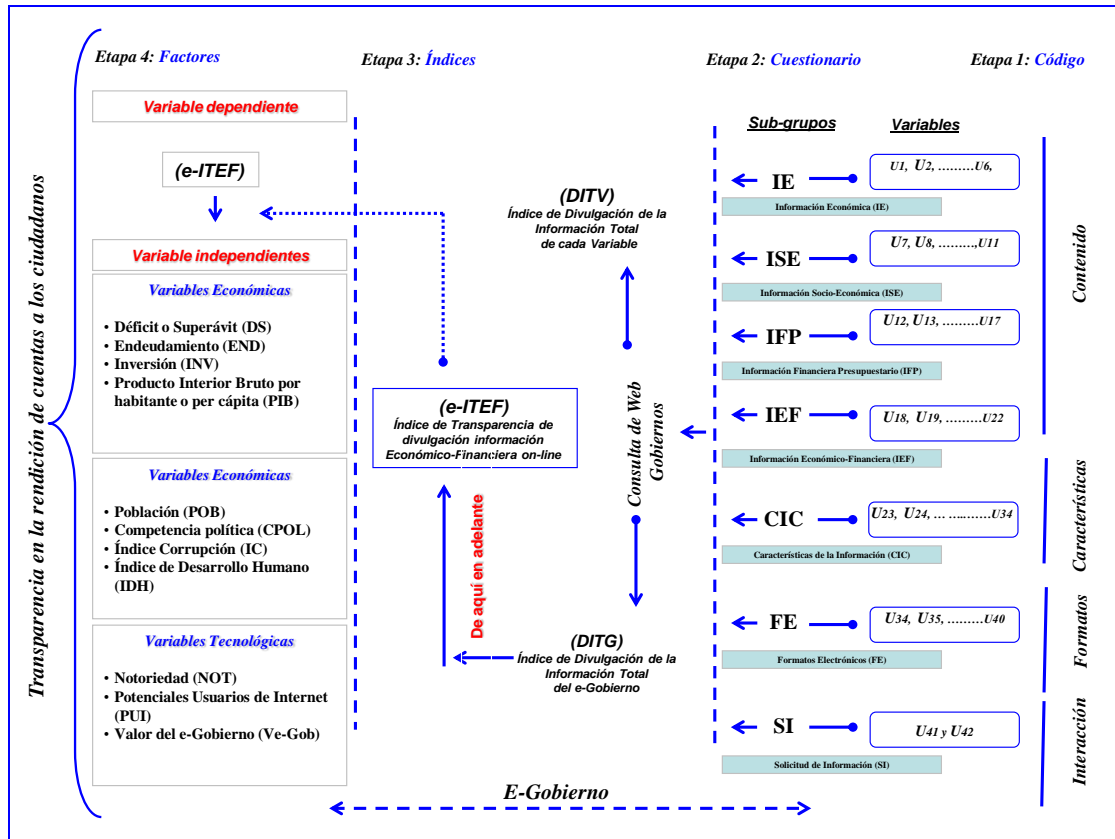 Etapa 4: Factores
Etapa 3: Índices
Etapa 2: Cuestionario
Etapa 1: Código
Transparencia en la rendición de cuentas a los ciudadanos
Variable dependiente
(e-ITEF)
Variable independientes
Variables Económicas
• Déficit o Superávit (DS)
• Endeudamiento (END)
• Inversión (INV)
• Producto Interior Bruto por
habitante o per cápita (PIB)
Variables Económicas
• Población (POB)
• Competencia política (CPOL)
• Índice Corrupción (IC)
• Índice de Desarrollo Humano
(IDH)
Variables Tecnológicas
• Notoriedad (NOT)
• Potenciales Usuarios de Internet
(PUI)
• Valor del e-Gobierno (Ve-Gob)
(e-ITEF)
Índice de Transparencia de
divulgación información
Económico-Financiera on-line
De aquí en adelante
(DITV)
Índice de Divulgación de la
Información Total
de cada Variable
Consulta de Web
Gobiernos
(DITG)
Índice de Divulgación de la
Información Total
del e-Gobierno
Sub-grupos
Variables
IE
U1, U2, ………U6,
Información Económica (IE)
ISE
U7, U8, ………,U11
Información Socio-Económica (ISE)
IFP
U12, U13, ………U17
Información Financiera Presupuestario (IFP)
IEF
U18, U19, ………U22
Información Económico-Financiera (IEF)
CIC
U23, U24, … …..……U34
Características de la Información (CIC)
FE
U34, U35, ………U40
Formatos Electrónicos (FE)
SI
U41 y U42
Solicitud de Información (SI)
Contenido
Características
Formatos
Interacción
E-Gobierno